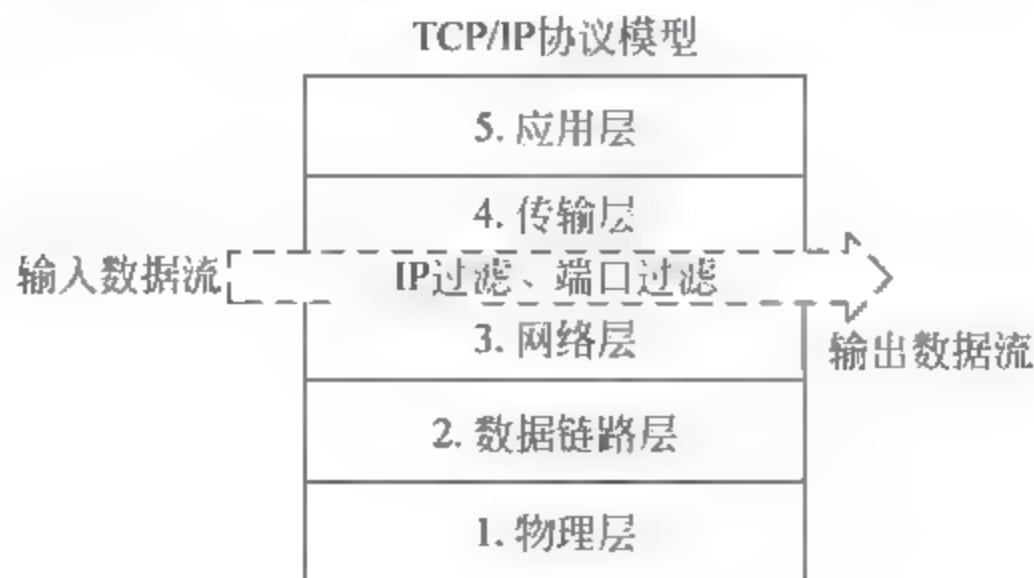 TCP/IP协议模型
5. 应用层
4. 传输层
输入数据流
IP过滤、端口过滤
3. 网络层
输出数据流
2. 数据链路层
1. 物理层